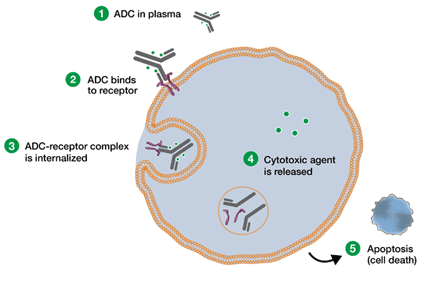 1 ADC in plasma
2 ADC binds
to receptor
3 ADC-receptor complex
is internalized
4 Cytotoxic agent
is released
5 Apoptosis
(cell death)